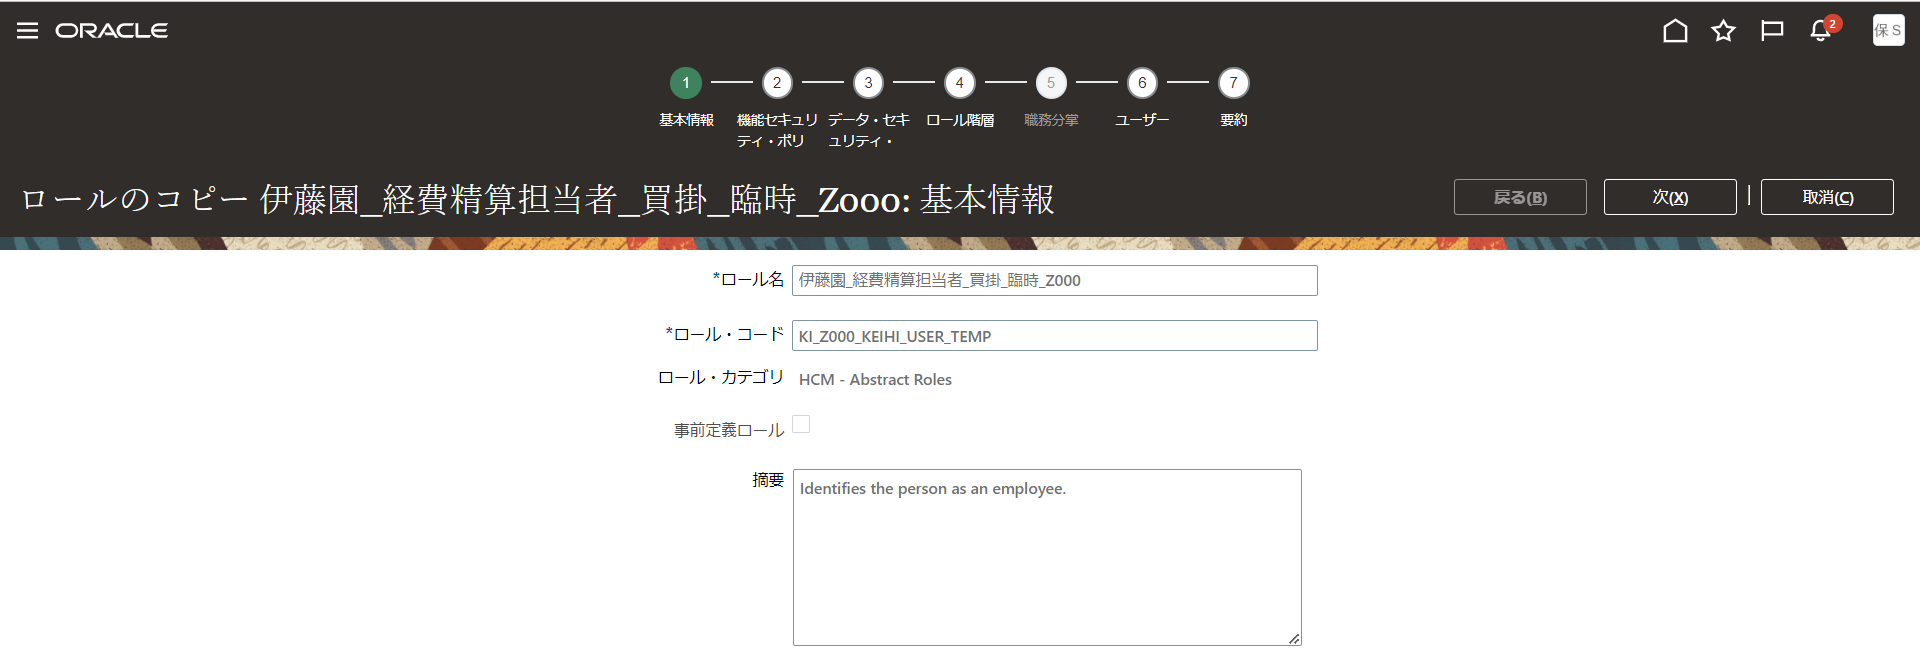 ORACLE
2
保 S
1 2 3 4 5 6 7
基本情報 機能セキュリティ・ポリ データ・セキュリティ・ ロール階層 職務分掌 ユーザー 要約
ロールのコピー 伊藤園_経費精算担当者_買掛_臨時_Z000: 基本情報
戻る(B) 次(X) 取消(C)
*ロール名 伊藤園_経費精算担当者_買掛_臨時_Z000
*ロール・コード KI_Z000_KEIHI_USER_TEMP
ロール・カテゴリ HCM - Abstract Roles
事前定義ロール
摘要 Identifies the person as an employee.